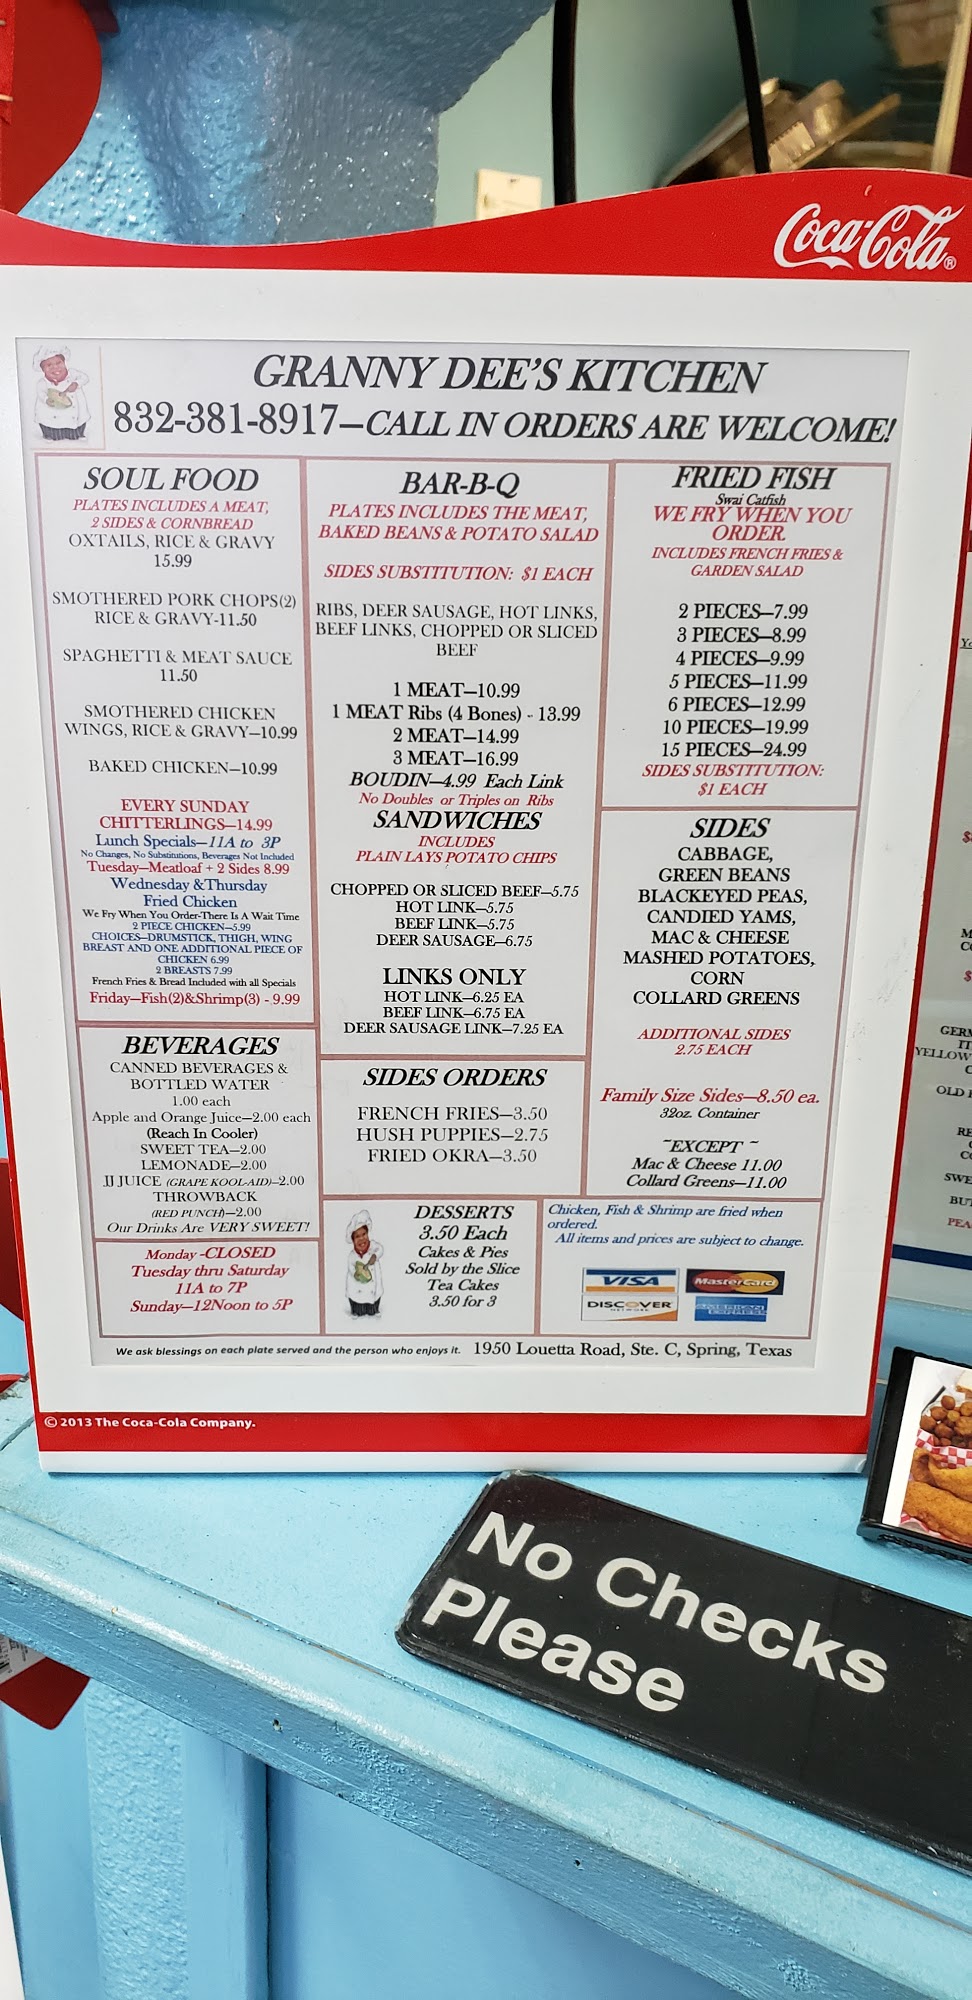 Coca-Cola®
GRANNY DEE'S KITCHEN
832-381-8917—CALL IN ORDERS ARE WELCOME!
SOUL FOOD
PLATES INCLUDES A MEAT,
2 SIDES & CORNBREAD
OXTAILS, RICE & GRAVY
15.99
SMOTHERED PORK CHOPS(2)
RICE & GRAVY-11.50
SPAGHETTI & MEAT SAUCE
11.50
SMOTHERED CHICKEN
WINGS, RICE & GRAVY—10.99
BAKED CHICKEN—10.99
EVERY SUNDAY
CHITTERLINGS—14.99
Lunch Specials—11A to 3P
No Changes, No Substitutions, Beverages Not Included
Tuesday—Meatloaf + 2 Sides 8.99
Wednesday &Thursday
Fried Chicken
We Fry When You Order-There Is A Wait Time
2 PIECE CHICKEN—5.99
CHOICES—DRUMSTICK, THIGH, WING
BREAST AND ONE ADDITIONAL PIECE OF
CHICKEN 6.99
2 BREASTS 7.99
French Fries & Bread Included with all Specials
Friday—Fish(2)&Shrimp(3) - 9.99
BEVERAGES
CANNED BEVERAGES &
BOTTLED WATER
1.00 each
Apple and Orange Juice—2.00 each
(Reach In Cooler)
SWEET TEA—2.00
LEMONADE—2.00
JJ JUICE (GRAPE KOOL-AID)—2.00
THROWBACK
(RED PUNCH)—2.00
Our Drinks Are VERY SWEET!
Monday -CLOSED
Tuesday thru Saturday
11A to 7P
Sunday—12Noon to 5P
BAR-B-Q
PLATES INCLUDES THE MEAT,
BAKED BEANS & POTATO SALAD
SIDES SUBSTITUTION: $1 EACH
RIBS, DEER SAUSAGE, HOT LINKS,
BEEF LINKS, CHOPPED OR SLICED
BEEF
1 MEAT—10.99
1 MEAT Ribs (4 Bones) - 13.99
2 MEAT—14.99
3 MEAT—16.99
BOUDIN—4.99 Each Link
No Doubles or Triples on Ribs
SANDWICHES
INCLUDES
PLAIN LAYS POTATO CHIPS
CHOPPED OR SLICED BEEF—5.75
HOT LINK—5.75
BEEF LINK—5.75
DEER SAUSAGE—6.75
LINKS ONLY
HOT LINK—6.25 EA
BEEF LINK—6.75 EA
DEER SAUSAGE LINK—7.25 EA
SIDES ORDERS
FRENCH FRIES—3.50
HUSH PUPPIES—2.75
FRIED OKRA—3.50
DESSERTS
3.50 Each
Cakes & Pies
Sold by the Slice
Tea Cakes
3.50 for 3
FRIED FISH
Swai Catfish
WE FRY WHEN YOU
ORDER.
INCLUDES FRENCH FRIES &
GARDEN SALAD
2 PIECES—7.99
3 PIECES—8.99
4 PIECES—9.99
5 PIECES—11.99
6 PIECES—12.99
10 PIECES—19.99
15 PIECES—24.99
SIDES SUBSTITUTION:
$1 EACH
SIDES
CABBAGE,
GREEN BEANS
BLACKEYED PEAS,
CANDIED YAMS,
MAC & CHEESE
MASHED POTATOES,
CORN
COLLARD GREENS
ADDITIONAL SIDES
2.75 EACH
Family Size Sides—8.50 ea.
32oz. Container
~EXCEPT ~
Mac & Cheese 11.00
Collard Greens—11.00
Chicken, Fish & Shrimp are fried when
ordered.
All items and prices are subject to change.
VISA MasterCard
DISCOVER NETWORK AMERICAN EXPRESS
We ask blessings on each plate served and the person who enjoys it. 1950 Louetta Road, Ste. C, Spring, Texas
© 2013 The Coca-Cola Company.
YELLOW
No Checks
Please